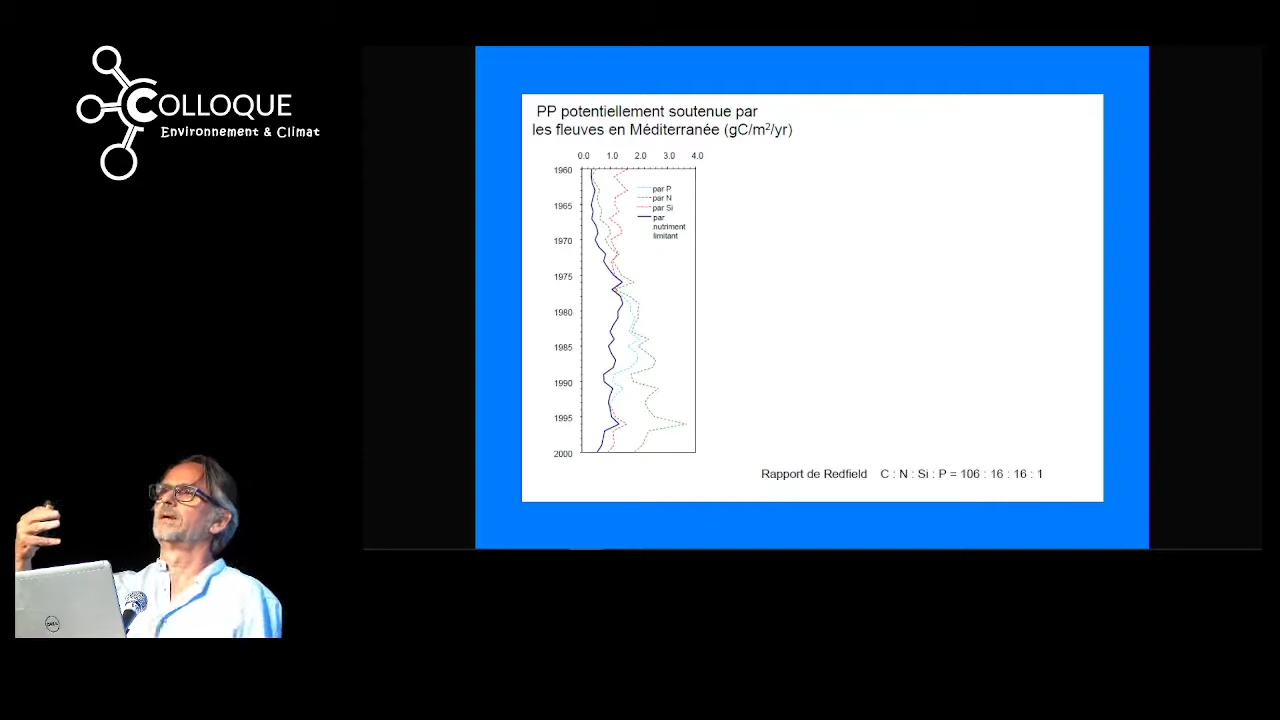 COLLOQUE
Environnement & Climat
PP potentiellement soutenue par
les fleuves en Méditerranée (gC/m²/yr)
0.0 1.0 2.0 3.0 4.0
1960
1965
1970
1975
1980
1985
1990
1995
2000
par P
par N
par Si
par
nutriment
limitant
Rapport de Redfield C : N : Si : P = 106 : 16 : 16 : 1
DELL